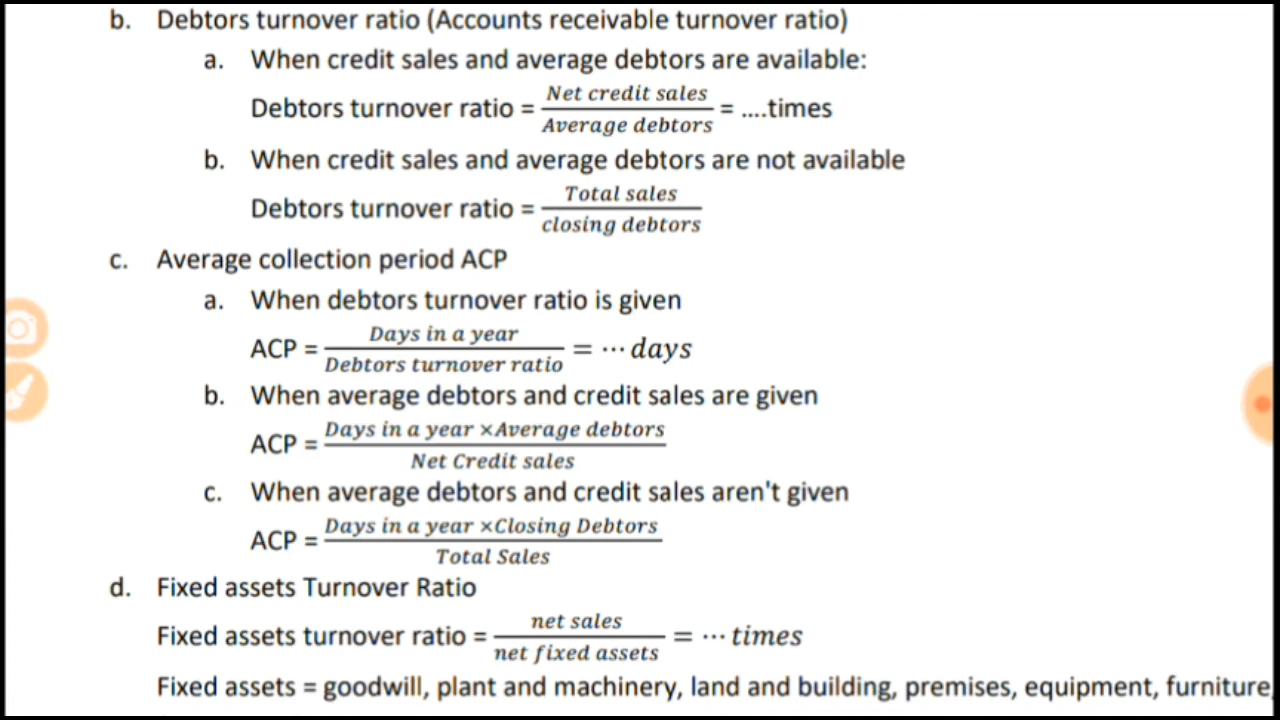 b. Debtors turnover ratio (Accounts receivable turnover ratio)
a. When credit sales and average debtors are available:
Debtors turnover ratio = Net credit sales / Average debtors = ....times
b. When credit sales and average debtors are not available
Debtors turnover ratio = Total sales / closing debtors
c. Average collection period ACP
a. When debtors turnover ratio is given
ACP = Days in a year / Debtors turnover ratio = ⋯ days
b. When average debtors and credit sales are given
ACP = Days in a year ×Average debtors / Net Credit sales
c. When average debtors and credit sales aren't given
ACP = Days in a year ×Closing Debtors / Total Sales
d. Fixed assets Turnover Ratio
Fixed assets turnover ratio = net sales / net fixed assets = ⋯ times
Fixed assets = goodwill, plant and machinery, land and building, premises, equipment, furniture,